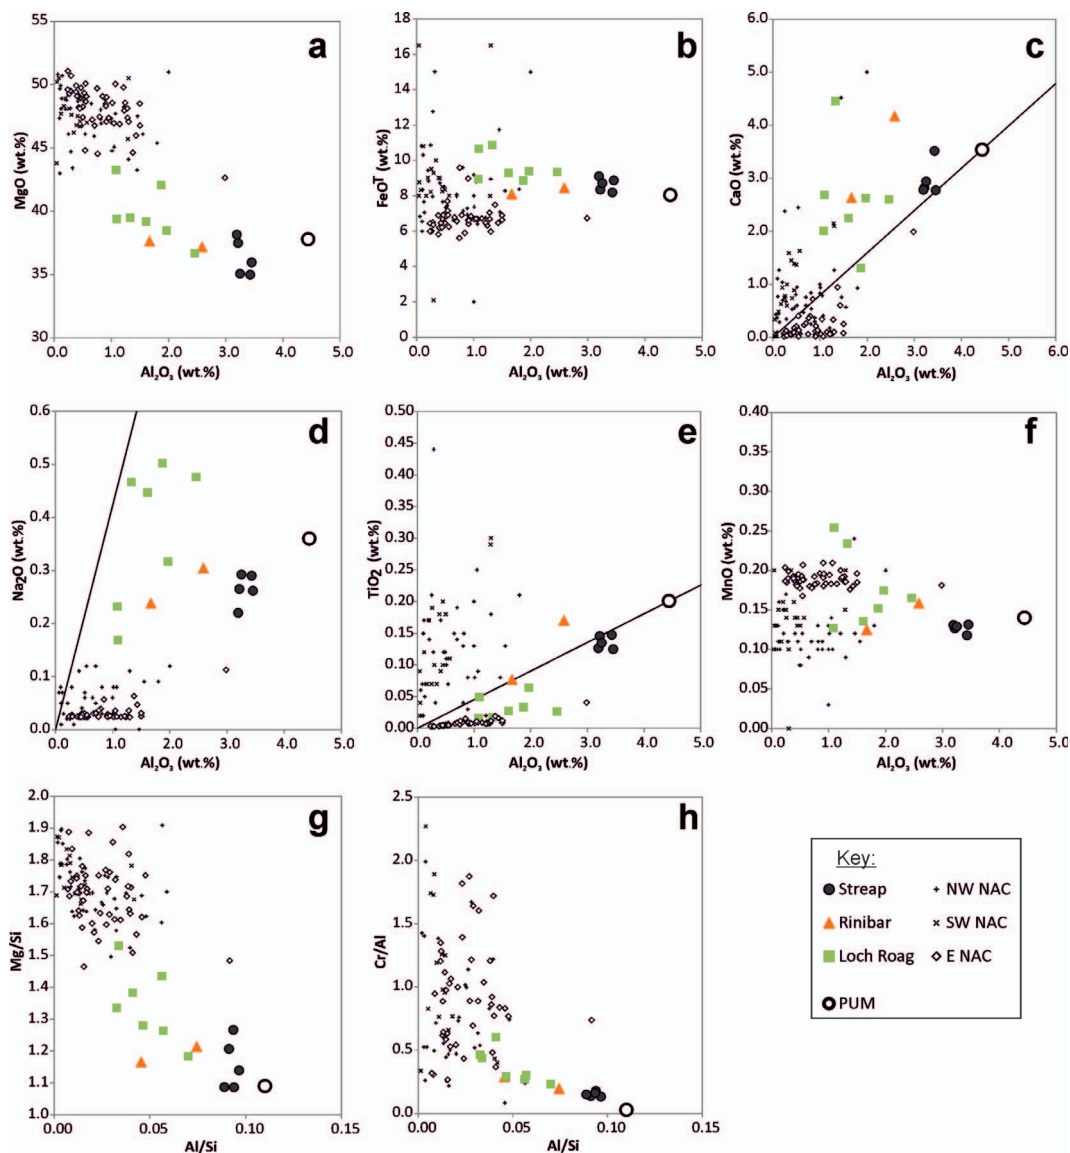 a
55
50
45
40
35
30
MgO (wt.%)
0.0 1.0 2.0 3.0 4.0 5.0
Al₂O₃ (wt.%)
b
18
16
14
12
10
8
6
4
2
0
FeOᵀ (wt.%)
0.0 1.0 2.0 3.0 4.0 5.0
Al₂O₃ (wt.%)
c
6.0
5.0
4.0
3.0
2.0
1.0
0.0
CaO (wt.%)
0.0 1.0 2.0 3.0 4.0 5.0 6.0
Al₂O₃ (wt.%)
d
0.6
0.5
0.4
0.3
0.2
0.1
0.0
Na₂O (wt.%)
0.0 1.0 2.0 3.0 4.0 5.0
Al₂O₃ (wt.%)
e
0.50
0.45
0.40
0.35
0.30
0.25
0.20
0.15
0.10
0.05
0.00
TiO₂ (wt.%)
0.0 1.0 2.0 3.0 4.0 5.0
Al₂O₃ (wt.%)
f
0.40
0.35
0.30
0.25
0.20
0.15
0.10
0.05
0.00
MnO (wt.%)
0.0 1.0 2.0 3.0 4.0 5.0
Al₂O₃ (wt.%)
g
2.0
1.9
1.8
1.7
1.6
1.5
1.4
1.3
1.2
1.1
1.0
Mg/Si
0.00 0.05 0.10 0.15
Al/Si
h
2.5
2.0
1.5
1.0
0.5
0.0
Cr/Al
0.00 0.05 0.10 0.15
Al/Si
Key:
Streap NW NAC
Rinibar SW NAC
Loch Roag E NAC
PUM